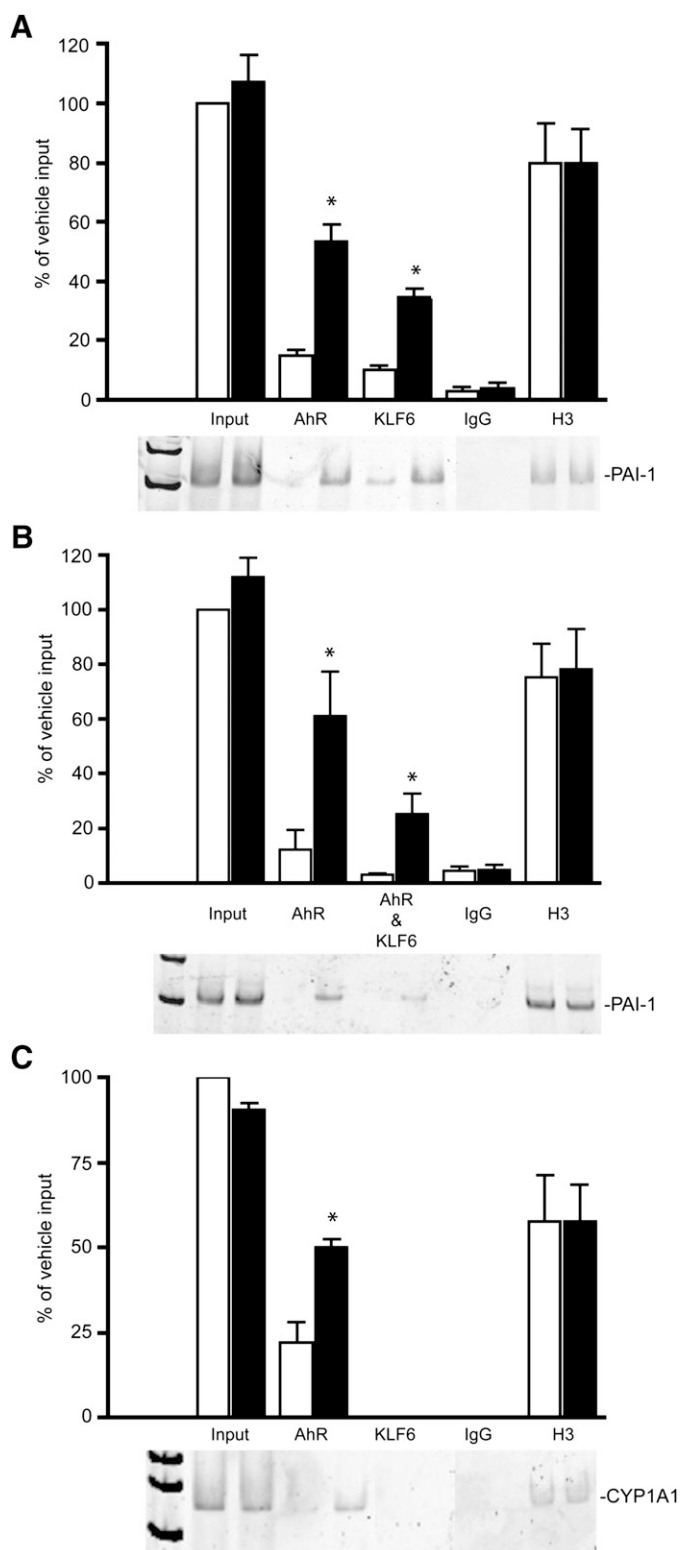 A
120
100
80
60
40
20
0
% of vehicle input
* *
Input AhR KLF6 IgG H3
-PAI-1
B
120
100
80
60
40
20
0
% of vehicle input
* *
Input AhR AhR & KLF6 IgG H3
-PAI-1
C
100
75
50
25
0
% of vehicle input
*
Input AhR KLF6 IgG H3
-CYP1A1